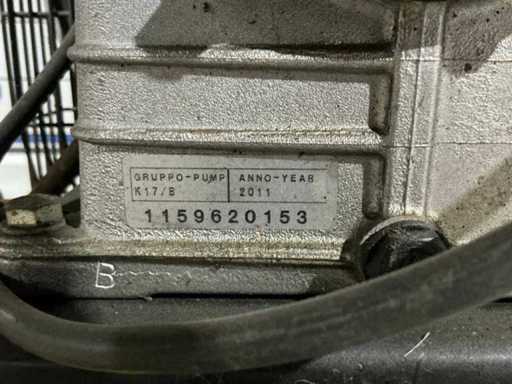 GRUPPO-PUMP ANNO-YEAR
K17/B 2011
1159620153
B